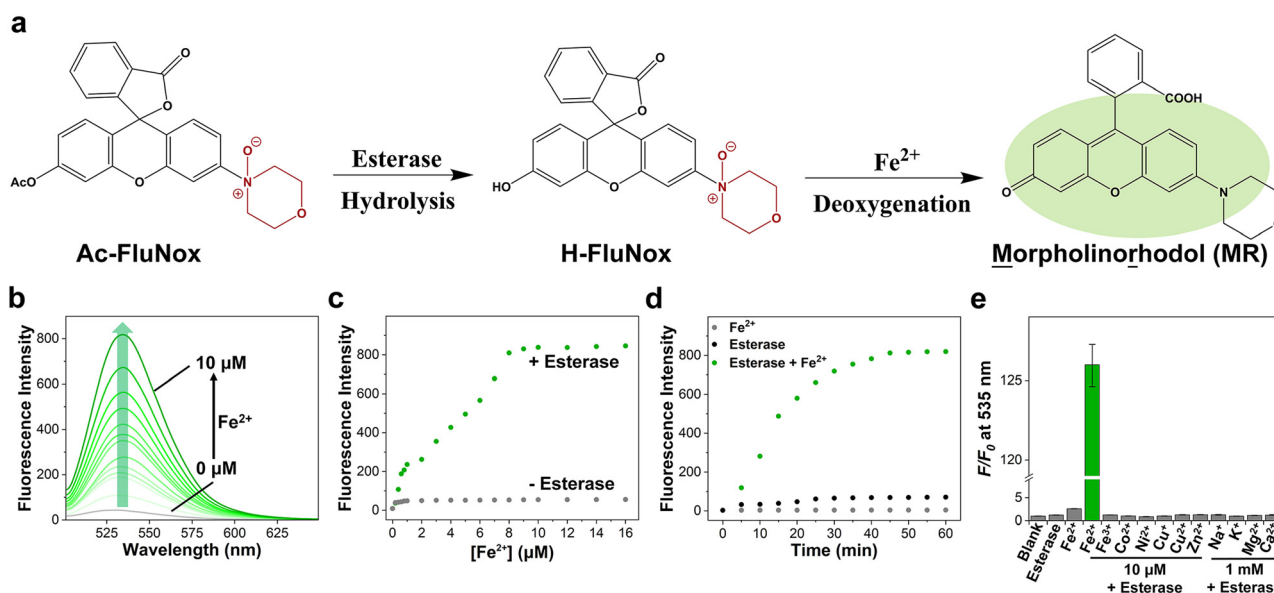 a
O
O
O
O
AcO
O
N
O
Ac-FluNox
Esterase
Hydrolysis
O
O
O
HO
O
N
O
H-FluNox
Fe²⁺
Deoxygenation
COOH
O
O
N
O
Morpholinorhodol (MR)
b
Fluorescence Intensity
800
600
400
200
0
10 µM
Fe²⁺
0 µM
525 550 575 600 625
Wavelength (nm)
c
Fluorescence Intensity
800
600
400
200
0
+ Esterase
- Esterase
0 2 4 6 8 10 12 14 16
[Fe²⁺] (µM)
d
Fluorescence Intensity
800
600
400
200
0
Fe²⁺
Esterase
Esterase + Fe²⁺
0 10 20 30 40 50 60
Time (min)
e
F/F₀ at 535 nm
125
120
5
0
Blank Esterase Fe²⁺ Fe²⁺ Fe³⁺ Co²⁺ Ni²⁺ Cu⁺ Cu²⁺ Zn²⁺ Na⁺ K⁺ Mg²⁺ Ca²⁺
10 µM 1 mM
+ Esterase + Esteras